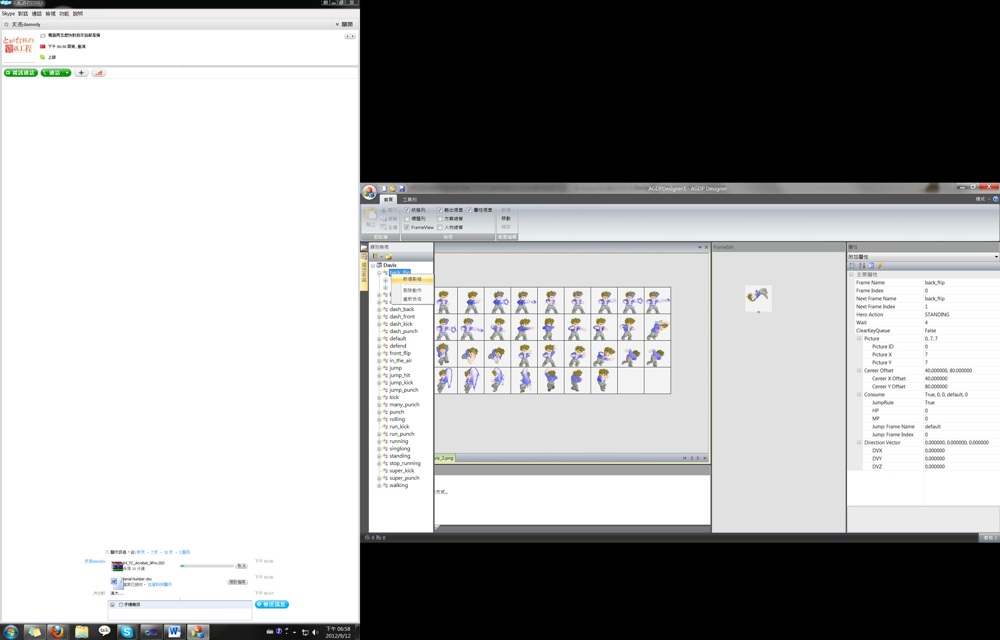 skype 天亮damody
Skype 對話 通話 檢視 功能 說明
天亮damody
× 關閉
とある台科の
资讯工程
電腦再怎麼快對我來說都是慢
下午 06:58 屏東, 臺灣
上線
視訊通話 通話
顯示訊息，從: 昨天 • 7 天 • 30 天 • 3 個月
天亮damody
64_TC_Acrobat_9Pro.ISO
尚須 16 分鐘
取消
下午 06:56
Serial Number.doc
檔案已接收。 在資料夾顯示
開啟檔案
下午 06:56
洪仕軒
清大....
下午 06:57
手機簡訊
傳送訊息
talk
下午 06:58
2012/9/12
AGDPDesigner1 - AGDP Designer
首頁 工具列
樣式
貼上
剪下
複製
全選
剪貼簿
狀態列
標題列
FrameView
輸出視窗
方案總管
人物總管
屬性視窗
檢視
新增
移動
縮放
範圍編輯
類別檢視
類別檢視
Davis
back_flip
新增影格
刪除動作
重新命名
dash_back
dash_front
dash_kick
dash_punch
default
defend
front_flip
in_the_air
jump
jump_hit
jump_kick
jump_punch
kick
many_punch
punch
rolling
run_kick
run_punch
running
singlong
standing
stop_running
super_kick
super_punch
walking
vis_2.png
方式...
FrameEdit
屬性
附加屬性
主要屬性
Frame Name back_flip
Frame Index 0
Next Frame Name back_flip
Next Frame Index 1
Hero Action STANDING
Wait 4
ClearKeyQueue False
Picture 0, 7, 7
Picture ID 0
Picture X 7
Picture Y 7
Center Offset 40.000000, 80.000000
Center X Offset 40.000000
Center Y Offset 80.000000
Consume True, 0, 0, default, 0
JumpRule True
HP 0
MP 0
Jump: Frame Name default
Jump: Frame Index 0
Direction Vector 0.000000, 0.000000, 0.000000
DVX 0.000000
DVY 0.000000
DVZ 0.000000
行: 0 列: 0
窗格 2